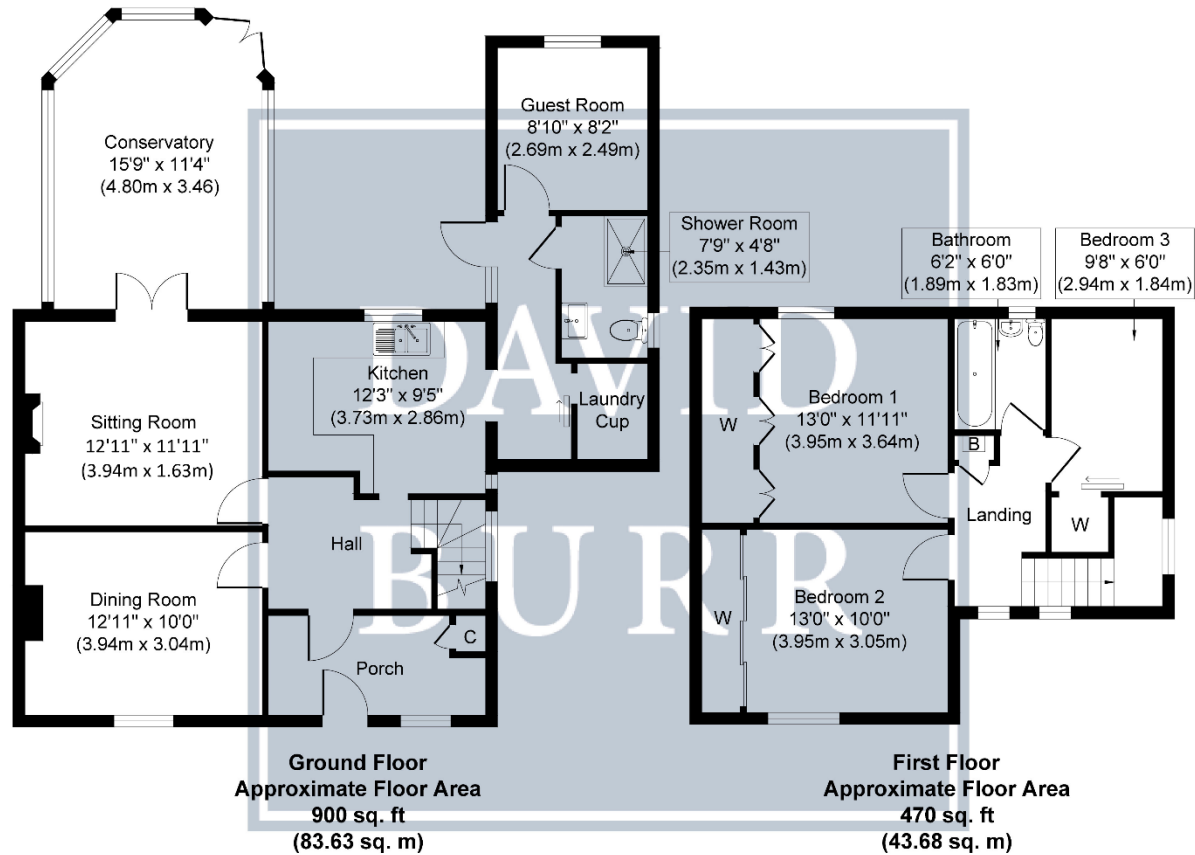 Conservatory
15'9" x 11'4"
(4.80m x 3.46)
Guest Room
8'10" x 8'2"
(2.69m x 2.49m)
Shower Room
7'9" x 4'8"
(2.35m x 1.43m)
Kitchen
12'3" x 9'5"
(3.73m x 2.86m)
Laundry
Cup
Sitting Room
12'11" x 11'11"
(3.94m x 1.63m)
Hall
Dining Room
12'11" x 10'0"
(3.94m x 3.04m)
Porch
C
Ground Floor
Approximate Floor Area
900 sq. ft
(83.63 sq. m)
Bathroom
6'2" x 6'0"
(1.89m x 1.83m)
Bedroom 3
9'8" x 6'0"
(2.94m x 1.84m)
Bedroom 1
13'0" x 11'11"
(3.95m x 3.64m)
W
B
Landing
W
Bedroom 2
13'0" x 10'0"
(3.95m x 3.05m)
W
First Floor
Approximate Floor Area
470 sq. ft
(43.68 sq. m)
DAVID
BURR